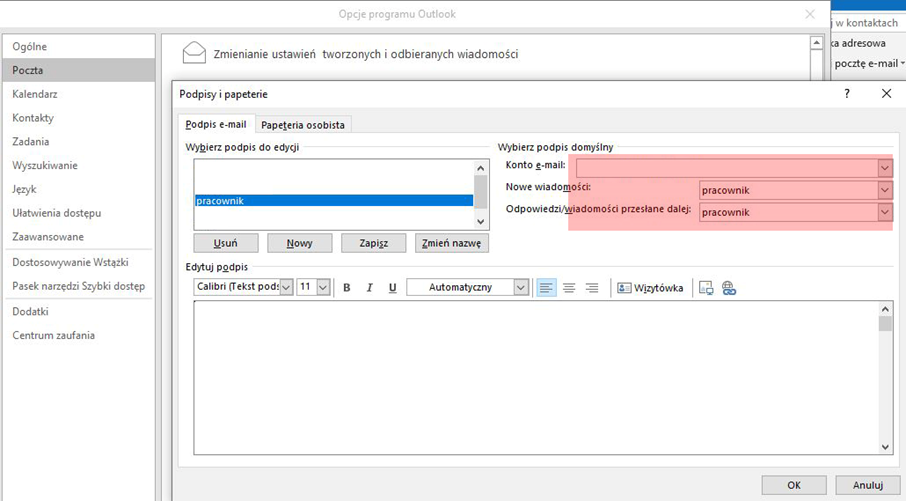 Opcje programu Outlook
j w kontaktach
Ogólne
Zmienianie ustawień tworzonych i odbieranych wiadomości
ka adresowa
Poczta
pocztę e-mail
Kalendarz
Podpisy i papeterie
?
Kontakty
Podpis e-mail
Papeteria osobista
Zadania
Wybierz podpis do edycji
Wybierz podpis domyślny
Wyszukiwanie
Konto e-mail:
Język
Nowe wiadomości:
pracownik
pracownik
Ułatwienia dostępu
Odpowiedzi/wiadomości przesłane dalej:
pracownik
Zaawansowane
Usuń
Nowy
Zapisz
Zmień nazwę
Dostosowywanie Wstążki
Edytuj podpis
Pasek narzędzi Szybki dostęp
Calibri (Tekst pods
11
B
I
U
Automatyczny
Wizytówka
Dodatki
Centrum zaufania
OK
Anuluj